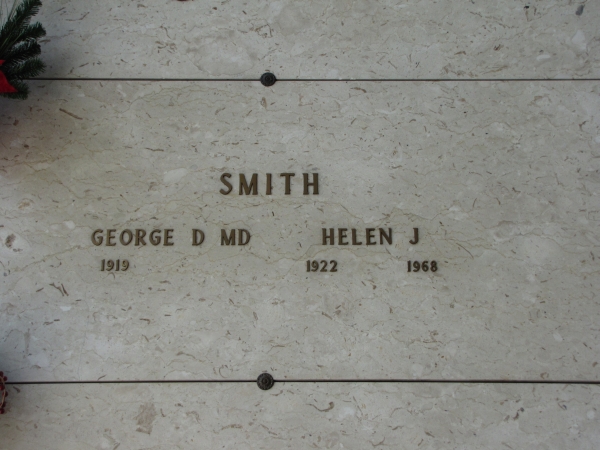 SMITH
GEORGE D MD HELEN J
1919 1922 1968